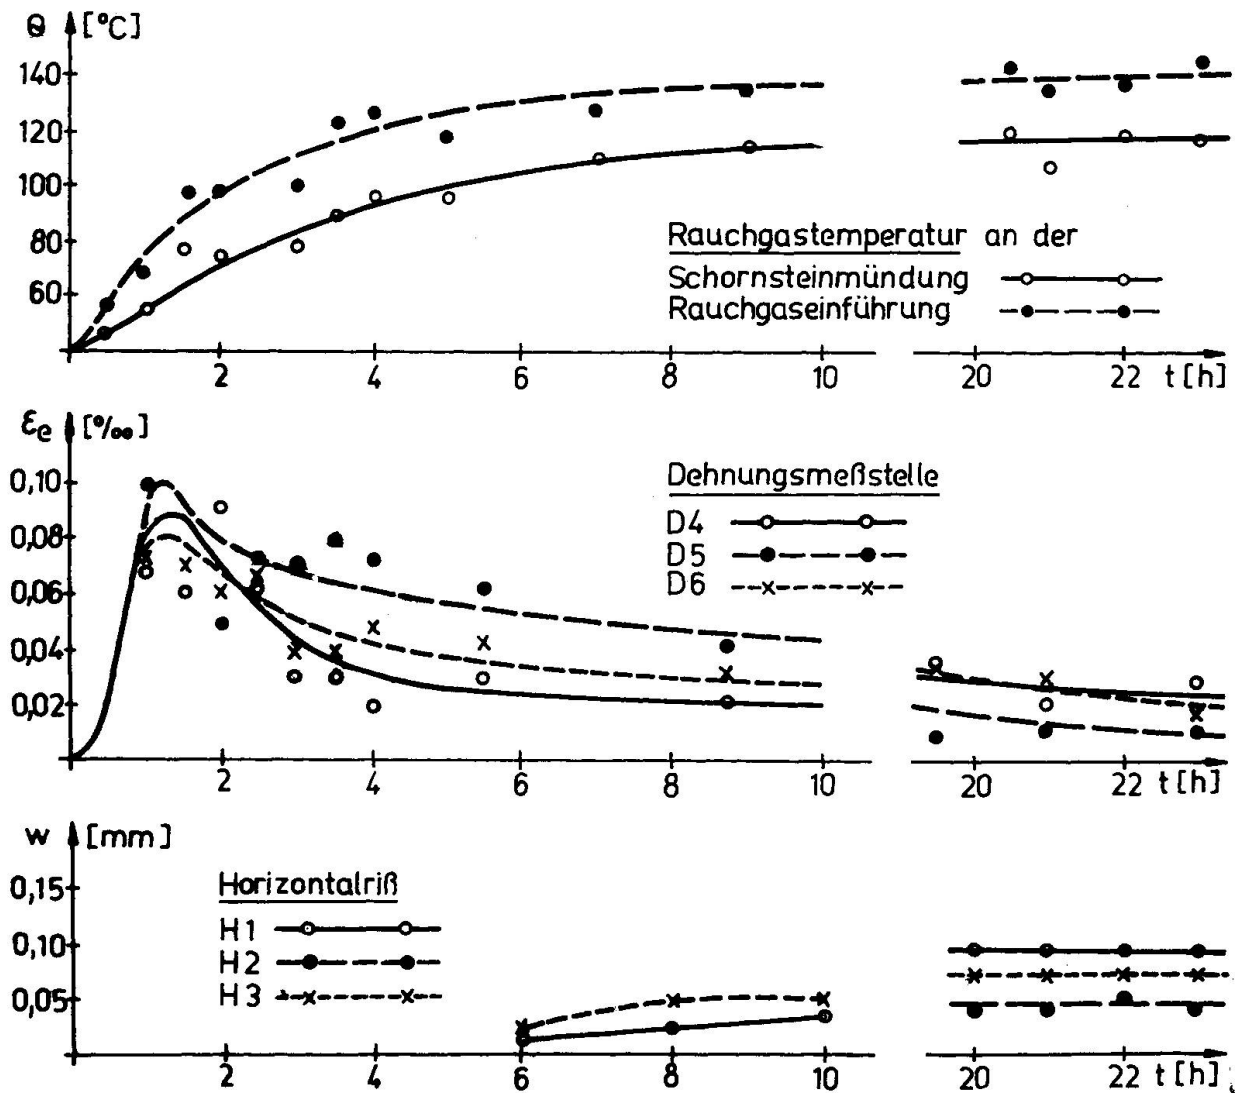 Θ [°C]
140
120
100
80
60
Rauchgastemperatur an der
Schornsteinmündung
Rauchgaseinführung
2 4 6 8 10 20 22 t [h]
εe [‰]
0,10
0,08
0,06
0,04
0,02
Dehnungsmeßstelle
D4
D5
D6
2 4 6 8 10 20 22 t [h]
w [mm]
0,15
0,10
0,05
Horizontalriß
H1
H2
H3
2 4 6 8 10 20 22 t [h]